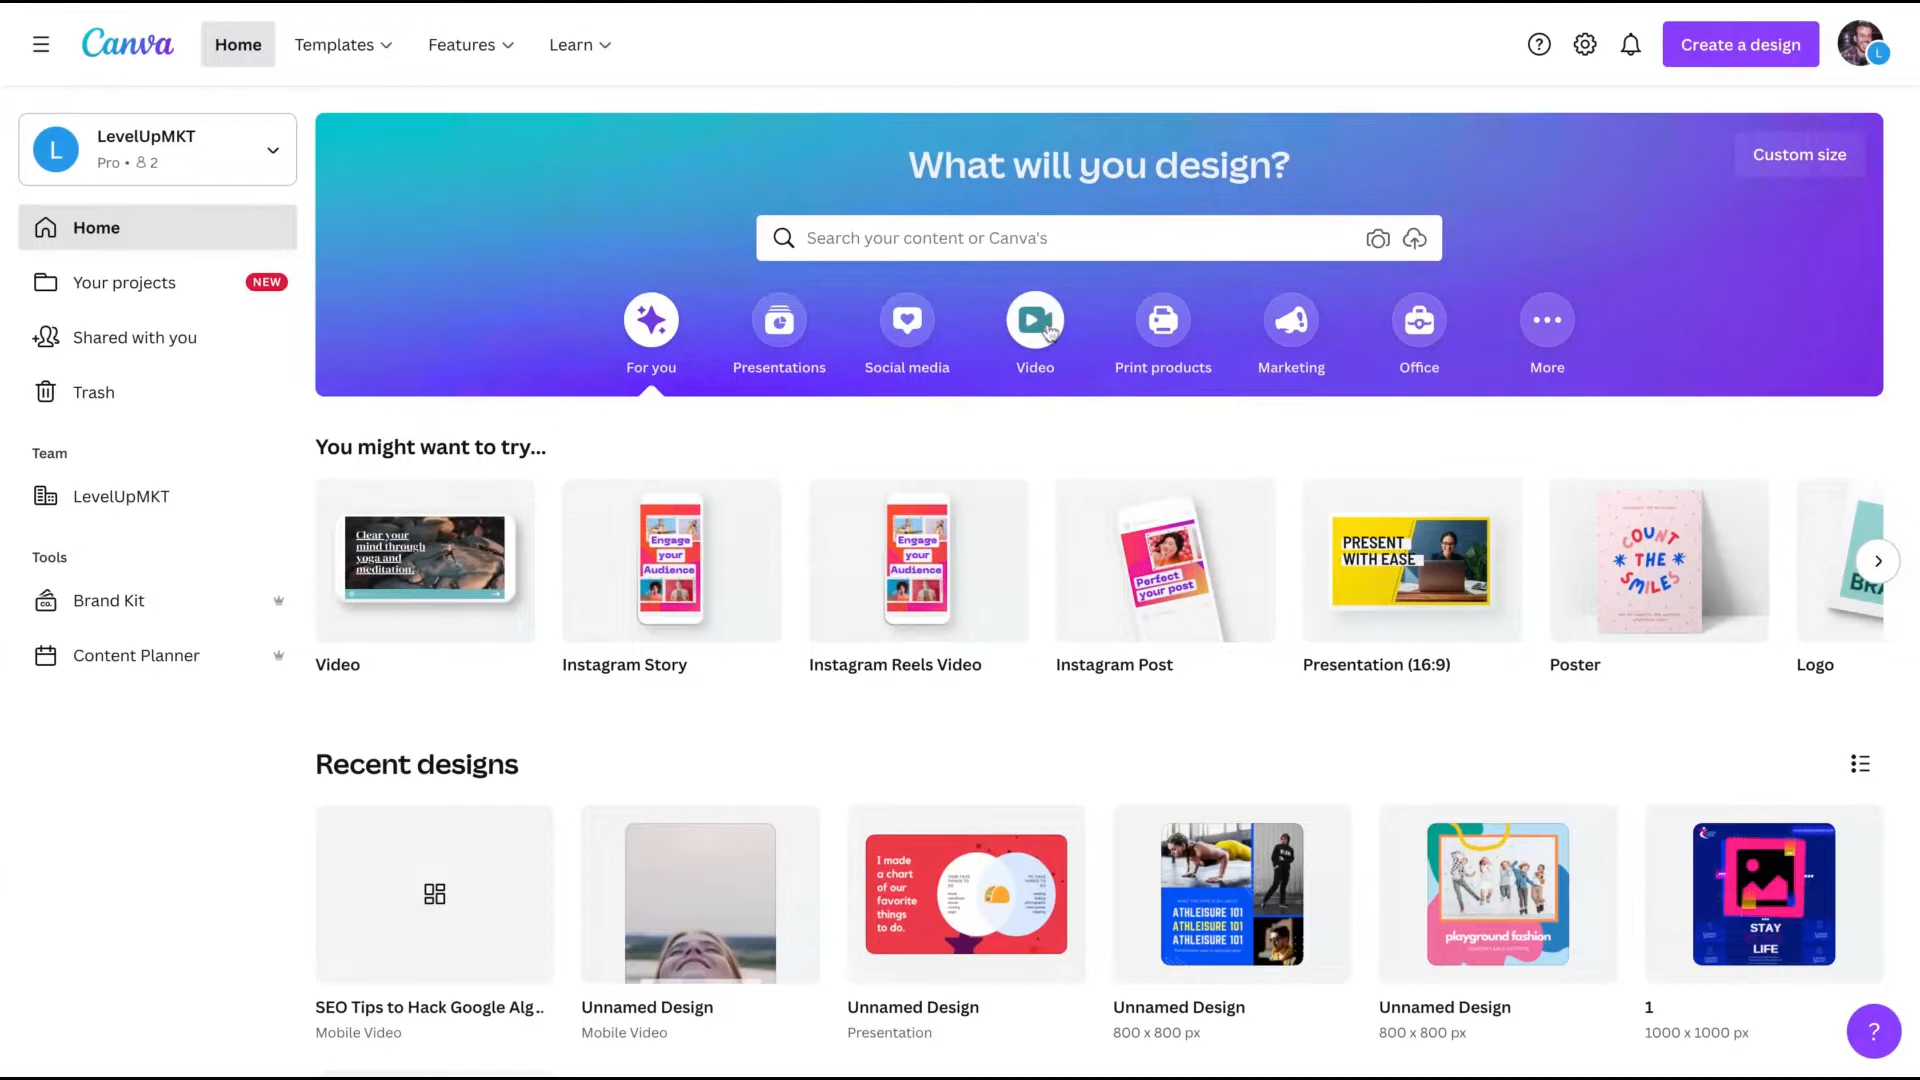 Canva
Home
Templates
Features
Learn
Create a design
L
L
LevelUpMKT
Pro • 2
Home
Your projects
NEW
Shared with you
Trash
Team
LevelUpMKT
Tools
CO.
Brand Kit
Content Planner
What will you design?
Custom size
Search your content or Canva's
For you
Presentations
Social media
Video
Print products
Marketing
Office
More
You might want to try...
Clear your
mind through
yoga and
meditation.
Engage
your
Audience
Engage
your
Audience
Perfect
your post
PRESENT
WITH EASE
COUNT
THE
SMILES
BRA
Video
Instagram Story
Instagram Reels Video
Instagram Post
Presentation (16:9)
Poster
Logo
Recent designs
I made
a chart
of our
favorite
things
to do.
ATHLEISURE 101
ATHLEISURE 101
ATHLEISURE 101
playground fashion
STAY
LIFE
SEO Tips to Hack Google Alg..
Mobile Video
Unnamed Design
Mobile Video
Unnamed Design
Presentation
Unnamed Design
800 x 800 px
Unnamed Design
800 x 800 px
1
1000 x 1000 px
?